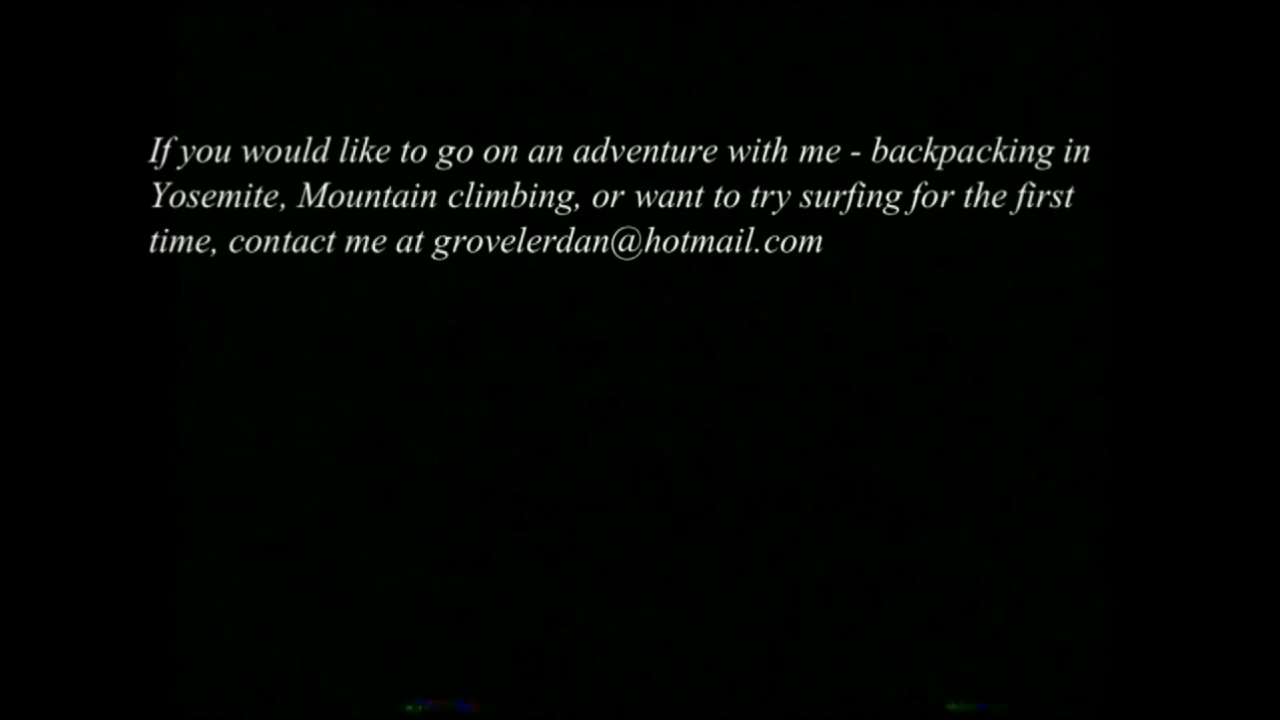 If you would like to go on an adventure with me - backpacking in
Yosemite, Mountain climbing, or want to try surfing for the first
time, contact me at grovelerdan@hotmail.com